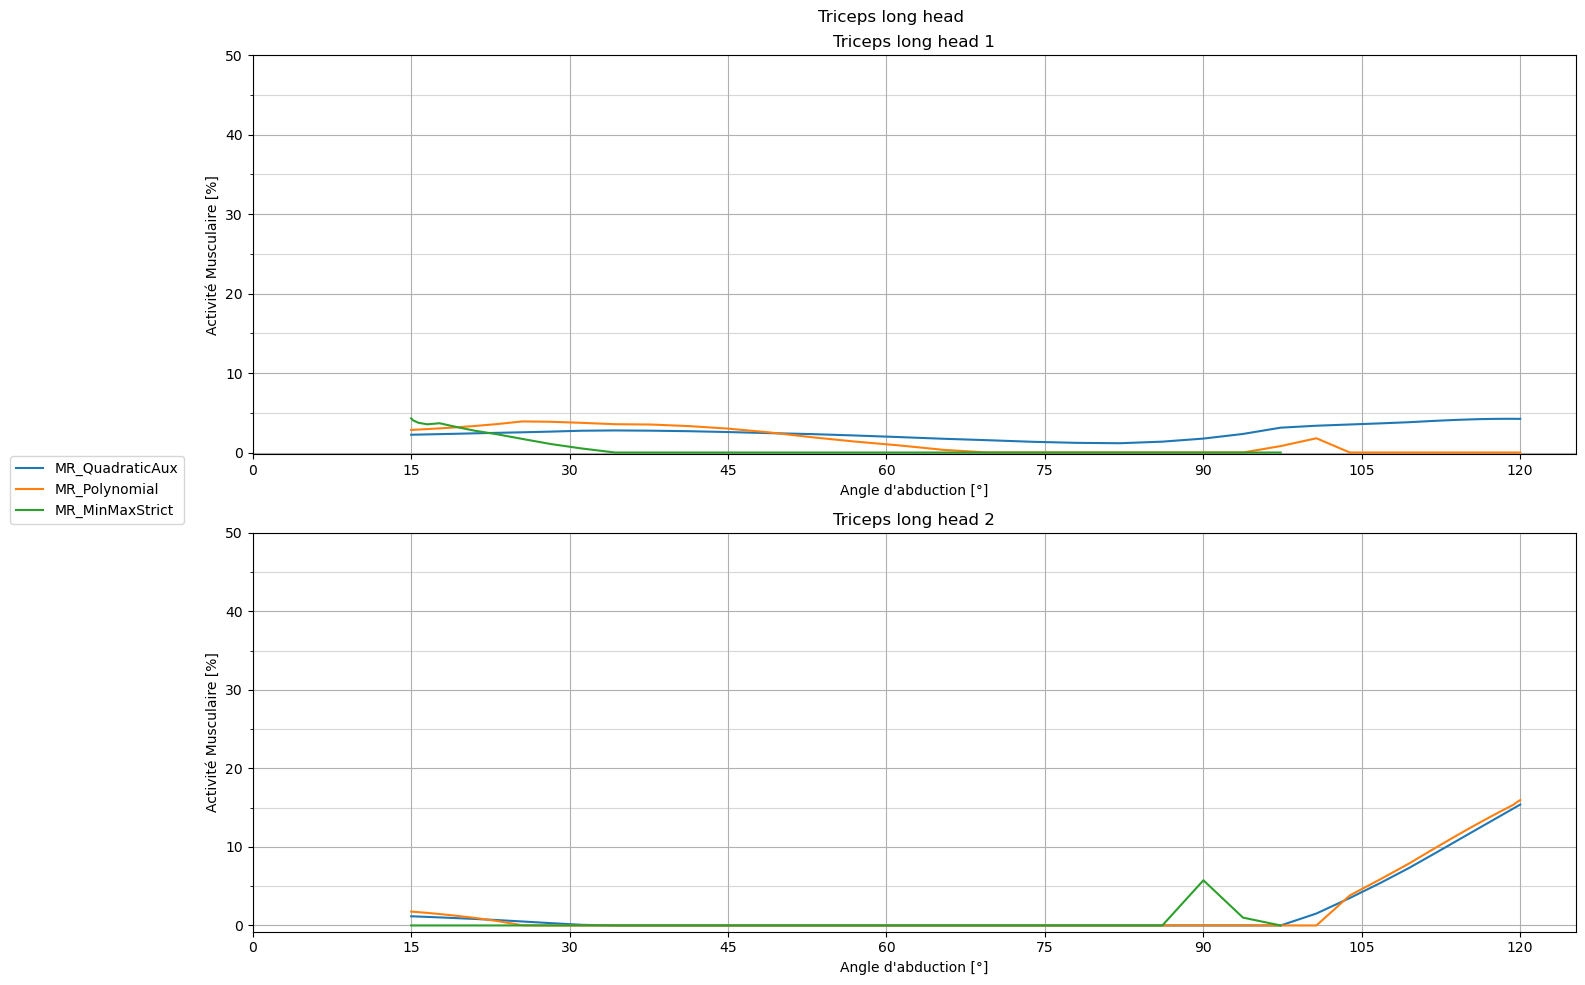 Triceps long head
Triceps long head 1
50
40
30
20
10
0
Activité Musculaire [%]
0 15 30 45 60 75 90 105 120
Angle d'abduction [°]
MR_QuadraticAux
MR_Polynomial
MR_MinMaxStrict
Triceps long head 2
50
40
30
20
10
0
Activité Musculaire [%]
0 15 30 45 60 75 90 105 120
Angle d'abduction [°]